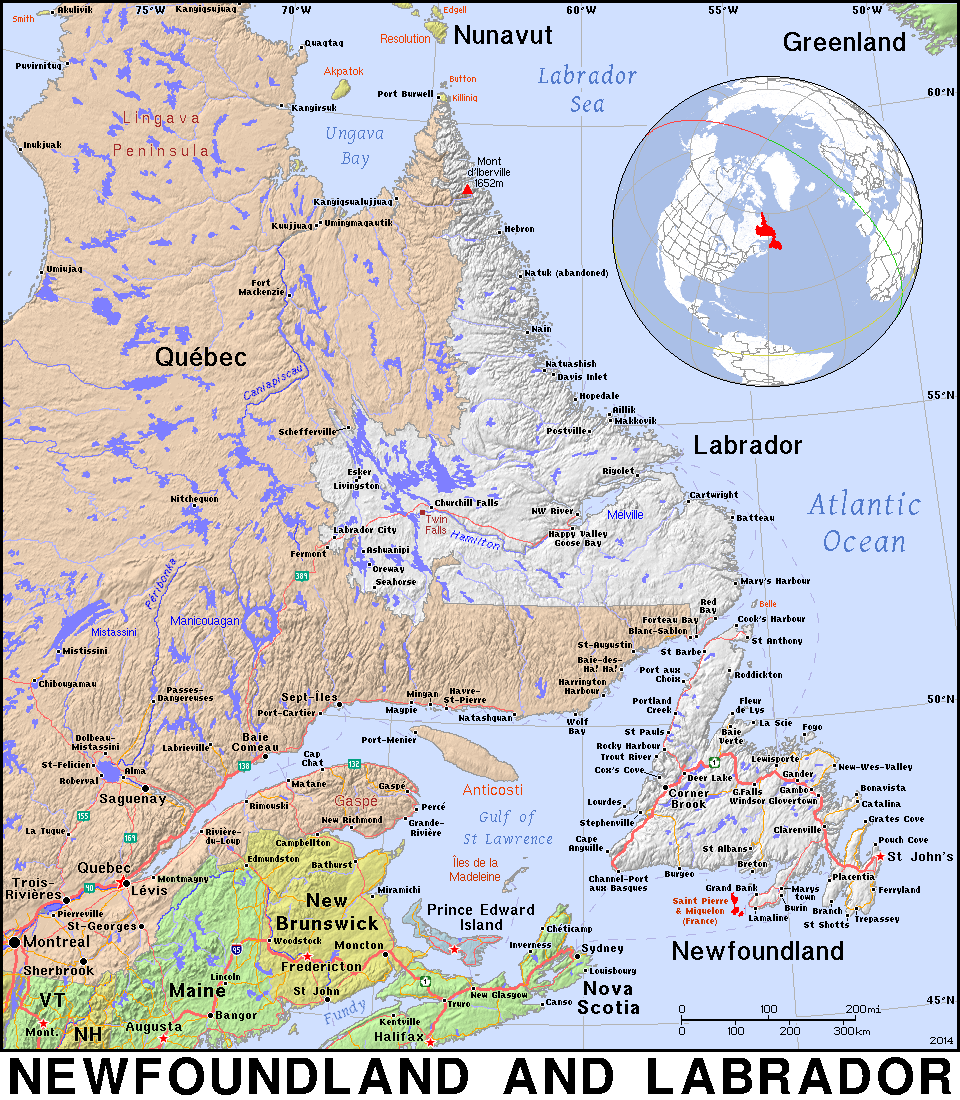 75°W
70°W
60°W
55°W
50°W
Smith
Akulivik
Kangiqsujuaq
Edgell
Resolution
Nunavut
Greenland
Quaqtaq
Puvirnituq
Akpatok
Button
Killiniq
Port Burwell
Labrador
Sea
60°N
Kangirsuk
Lingava
Peninsula
Ungava
Bay
Inukjuak
Mont
d'Iberville
1652m
Kangiqsualujjuaq
Kuujjuaq
Umingmaqautik
Hebron
Umiujaq
Fort
Mackenzie
Natuk (abandoned)
Nain
Québec
Natuashish
Davis Inlet
Caniapiscau
Hopedale
55°N
Aillik
Makkovik
Postville
Schefferville
Labrador
Esker
Livingston
Rigolet
Nitchequon
Churchill Falls
Cartwright
Atlantic
Ocean
Twin
Falls
NW River
Melville
Batteau
Labrador City
Hamilton
Happy Valley
Goose Bay
Fermont
Ashuanipi
Oreway
Seahorse
389
Peribonka
Mary's Harbour
Belle
Red
Bay
Mistassini
Manicouagan
Forteau Bay
Blanc-Sablon
Cook's Harbour
St Anthony
Mistissini
St-Augustin
St Barbe
Baie-des-
Ha! Ha!
Port aux
Choix
Roddickton
Chibougamau
Passes-
Dangereuses
Harrington
Harbour
Sept-Iles
Mingan
Havre-
St-Pierre
Portland
Creek
Fleur
de Lys
50°N
Port-Cartier
Magpie
Natasquan
Wolf
Bay
La Scie
Dolbeau-
Mistassini
Labrieville
Baie
Comeau
Port-Menier
St Pauls
Baie
Verte
Fogo
Rocky Harbour
Trout River
Lewisporte
St-Felicien
Roberval
Alma
138
Cap
Chat
132
Cox's Cove
Deer Lake
1
Gander
New-Wes-Valley
Saguenay
Matane
Gaspé
Anticosti
Corner
Brook
G.Falls
Windsor
Gambo
Glovertown
Bonavista
Catalina
155
Rimouski
Gaspe
Percé
Lourdes
Grates Cove
La Tuque
169
New Richmond
Grande-
Rivière
Gulf of
St Lawrence
Stephenville
Clarenville
Rivière-
du-Loup
Campbellton
Cape
Anguille
Pouch Cove
St Albans
St John's
Edmundston
Bathurst
Îles de la
Madeleine
Breton
Quebec
Montmagny
Channel-Port
aux Basques
Burgeo
Placentia
Trois-
Rivières
40
Lévis
New
Brunswick
Miramichi
Grand Bank
Marys
town
Ferryland
Saint Pierre
& Miquelon
(France)
Burin
Branch
Pierreville
St-Georges
Prince Edward
Island
Lamaline
St Shotts
Trepassey
Montreal
Woodstock
Moncton
Chéticamp
Newfoundland
95
Inverness
Sydney
Sherbrook
Fredericton
Louisbourg
Lincoln
1
New Glasgow
Nova
Scotia
VT
Maine
St John
Truro
Canso
45°N
Mont.
NH
Augusta
Bangor
Fundy
Kentville
Halifax
0 100 200mi
0 100 200 300km
2014
NEWFOUNDLAND AND LABRADOR